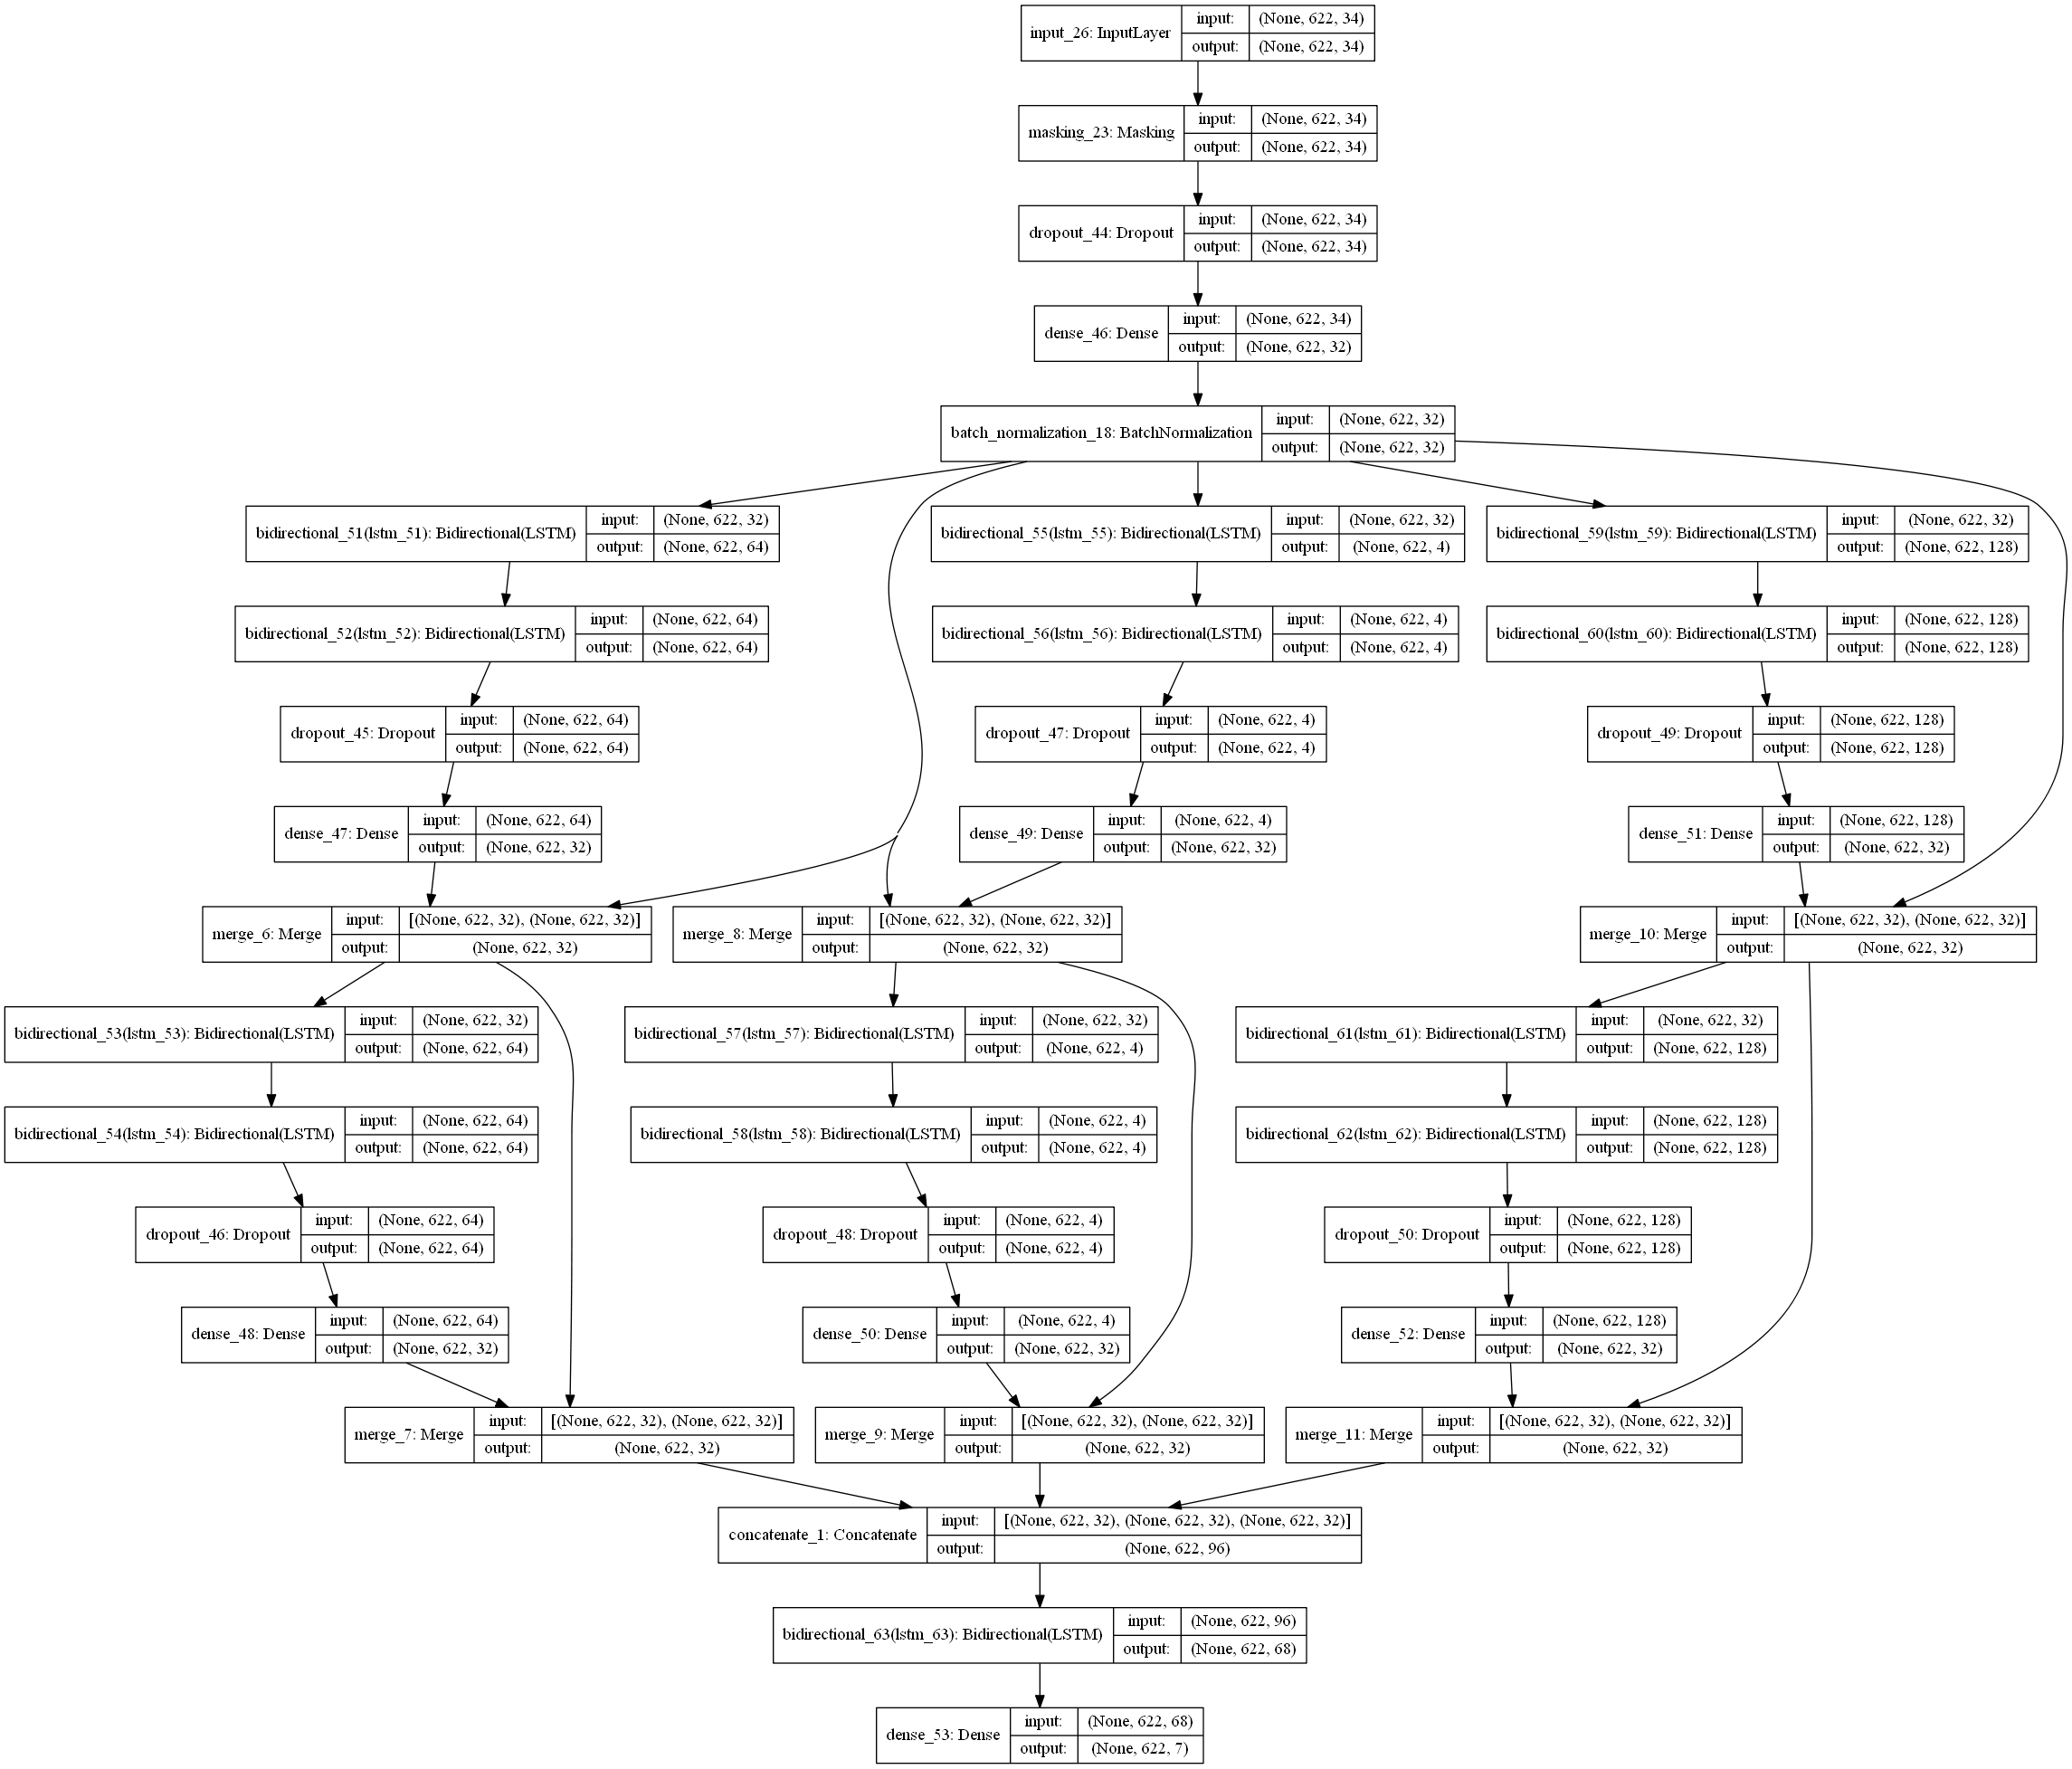 input_26: InputLayer
input: (None, 622, 34)
output: (None, 622, 34)
masking_23: Masking
input: (None, 622, 34)
output: (None, 622, 34)
dropout_44: Dropout
input: (None, 622, 34)
output: (None, 622, 34)
dense_46: Dense
input: (None, 622, 34)
output: (None, 622, 32)
batch_normalization_18: BatchNormalization
input: (None, 622, 32)
output: (None, 622, 32)
bidirectional_51(lstm_51): Bidirectional(LSTM)
input: (None, 622, 32)
output: (None, 622, 64)
bidirectional_55(lstm_55): Bidirectional(LSTM)
input: (None, 622, 32)
output: (None, 622, 4)
bidirectional_59(lstm_59): Bidirectional(LSTM)
input: (None, 622, 32)
output: (None, 622, 128)
bidirectional_52(lstm_52): Bidirectional(LSTM)
input: (None, 622, 64)
output: (None, 622, 64)
bidirectional_56(lstm_56): Bidirectional(LSTM)
input: (None, 622, 4)
output: (None, 622, 4)
bidirectional_60(lstm_60): Bidirectional(LSTM)
input: (None, 622, 128)
output: (None, 622, 128)
dropout_45: Dropout
input: (None, 622, 64)
output: (None, 622, 64)
dropout_47: Dropout
input: (None, 622, 4)
output: (None, 622, 4)
dropout_49: Dropout
input: (None, 622, 128)
output: (None, 622, 128)
dense_47: Dense
input: (None, 622, 64)
output: (None, 622, 32)
dense_49: Dense
input: (None, 622, 4)
output: (None, 622, 32)
dense_51: Dense
input: (None, 622, 128)
output: (None, 622, 32)
merge_6: Merge
input: [(None, 622, 32), (None, 622, 32)]
output: (None, 622, 32)
merge_8: Merge
input: [(None, 622, 32), (None, 622, 32)]
output: (None, 622, 32)
merge_10: Merge
input: [(None, 622, 32), (None, 622, 32)]
output: (None, 622, 32)
bidirectional_53(lstm_53): Bidirectional(LSTM)
input: (None, 622, 32)
output: (None, 622, 64)
bidirectional_57(lstm_57): Bidirectional(LSTM)
input: (None, 622, 32)
output: (None, 622, 4)
bidirectional_61(lstm_61): Bidirectional(LSTM)
input: (None, 622, 32)
output: (None, 622, 128)
bidirectional_54(lstm_54): Bidirectional(LSTM)
input: (None, 622, 64)
output: (None, 622, 64)
bidirectional_58(lstm_58): Bidirectional(LSTM)
input: (None, 622, 4)
output: (None, 622, 4)
bidirectional_62(lstm_62): Bidirectional(LSTM)
input: (None, 622, 128)
output: (None, 622, 128)
dropout_46: Dropout
input: (None, 622, 64)
output: (None, 622, 64)
dropout_48: Dropout
input: (None, 622, 4)
output: (None, 622, 4)
dropout_50: Dropout
input: (None, 622, 128)
output: (None, 622, 128)
dense_48: Dense
input: (None, 622, 64)
output: (None, 622, 32)
dense_50: Dense
input: (None, 622, 4)
output: (None, 622, 32)
dense_52: Dense
input: (None, 622, 128)
output: (None, 622, 32)
merge_7: Merge
input: [(None, 622, 32), (None, 622, 32)]
output: (None, 622, 32)
merge_9: Merge
input: [(None, 622, 32), (None, 622, 32)]
output: (None, 622, 32)
merge_11: Merge
input: [(None, 622, 32), (None, 622, 32)]
output: (None, 622, 32)
concatenate_1: Concatenate
input: [(None, 622, 32), (None, 622, 32), (None, 622, 32)]
output: (None, 622, 96)
bidirectional_63(lstm_63): Bidirectional(LSTM)
input: (None, 622, 96)
output: (None, 622, 68)
dense_53: Dense
input: (None, 622, 68)
output: (None, 622, 7)